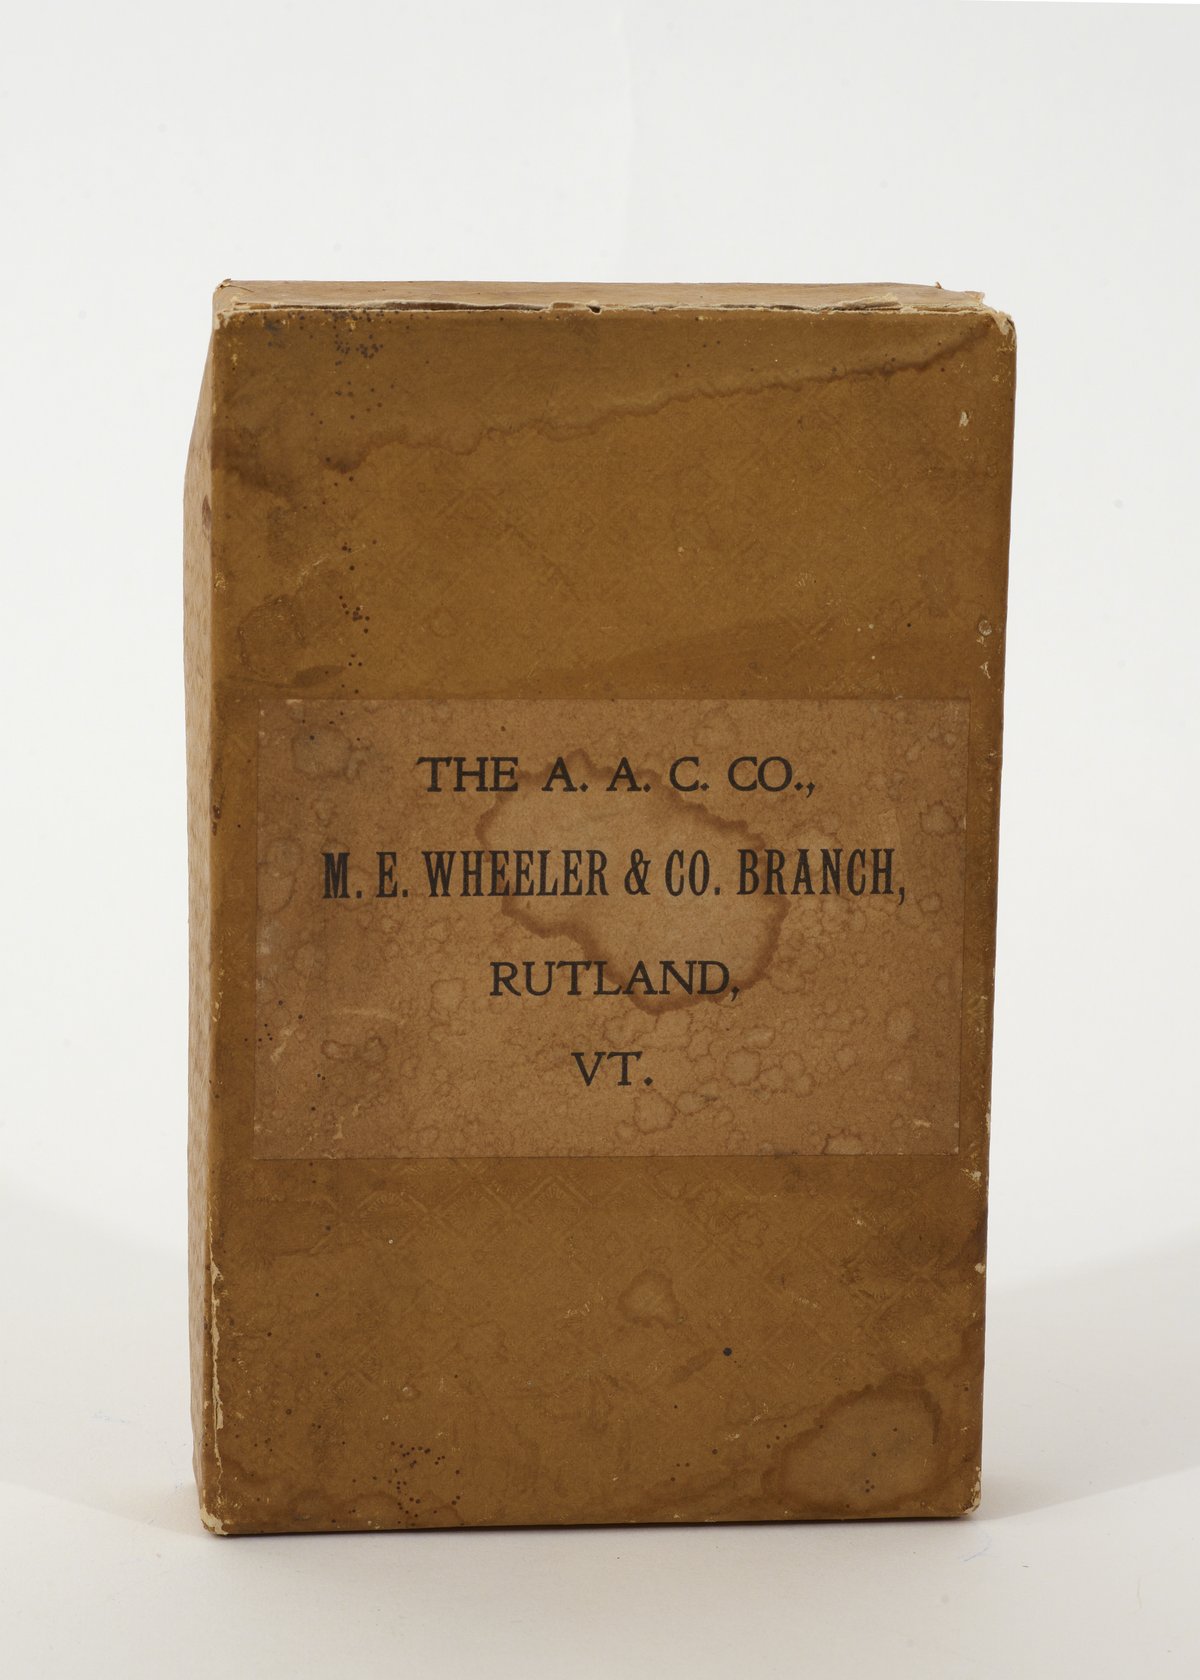 THE A. A. C. CO.,
M. E. WHEELER & CO. BRANCH,
RUTLAND,
VT.